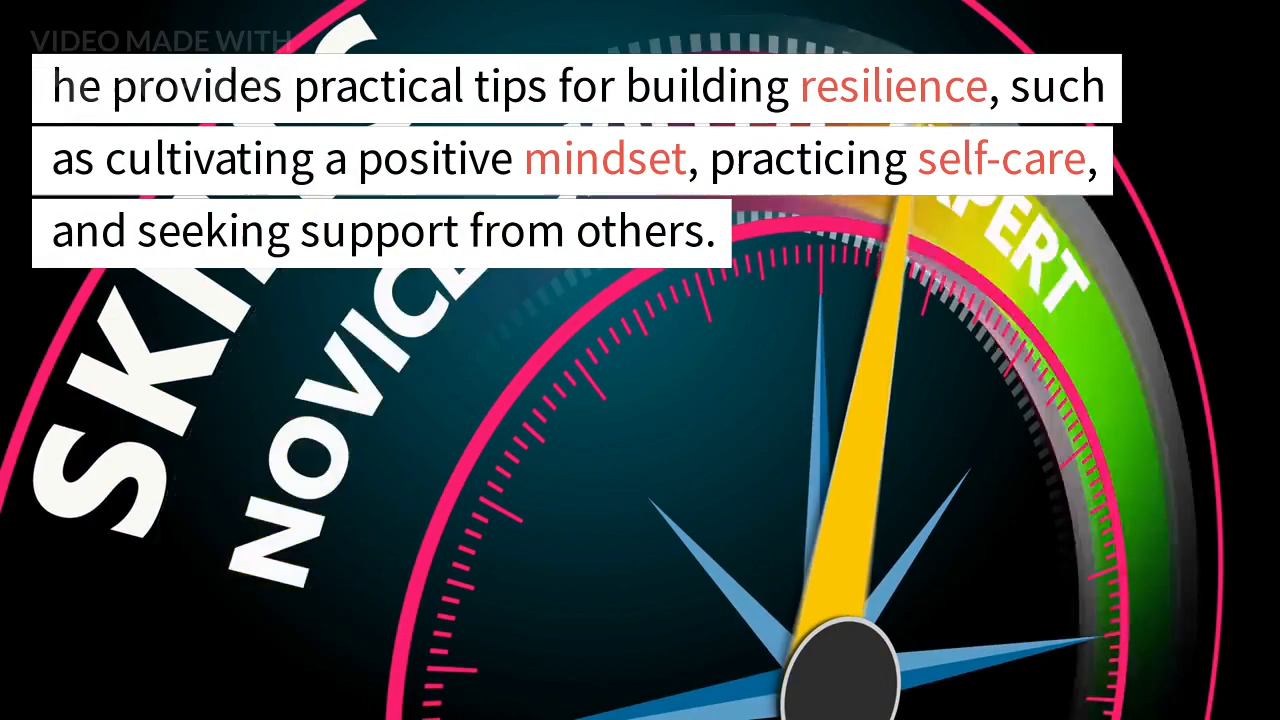 VIDEO MADE WITH
he provides practical tips for building resilience, such
as cultivating a positive mindset, practicing self-care,
and seeking support from others.
NOVICE